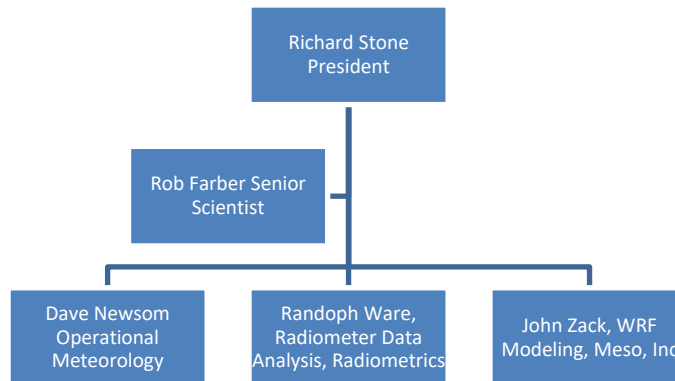 Richard Stone
President
Rob Farber Senior
Scientist
Dave Newsom
Operational
Meteorology
Randoph Ware,
Radiometer Data
Analysis, Radiometrics
John Zack, WRF
Modeling, Meso, Inc